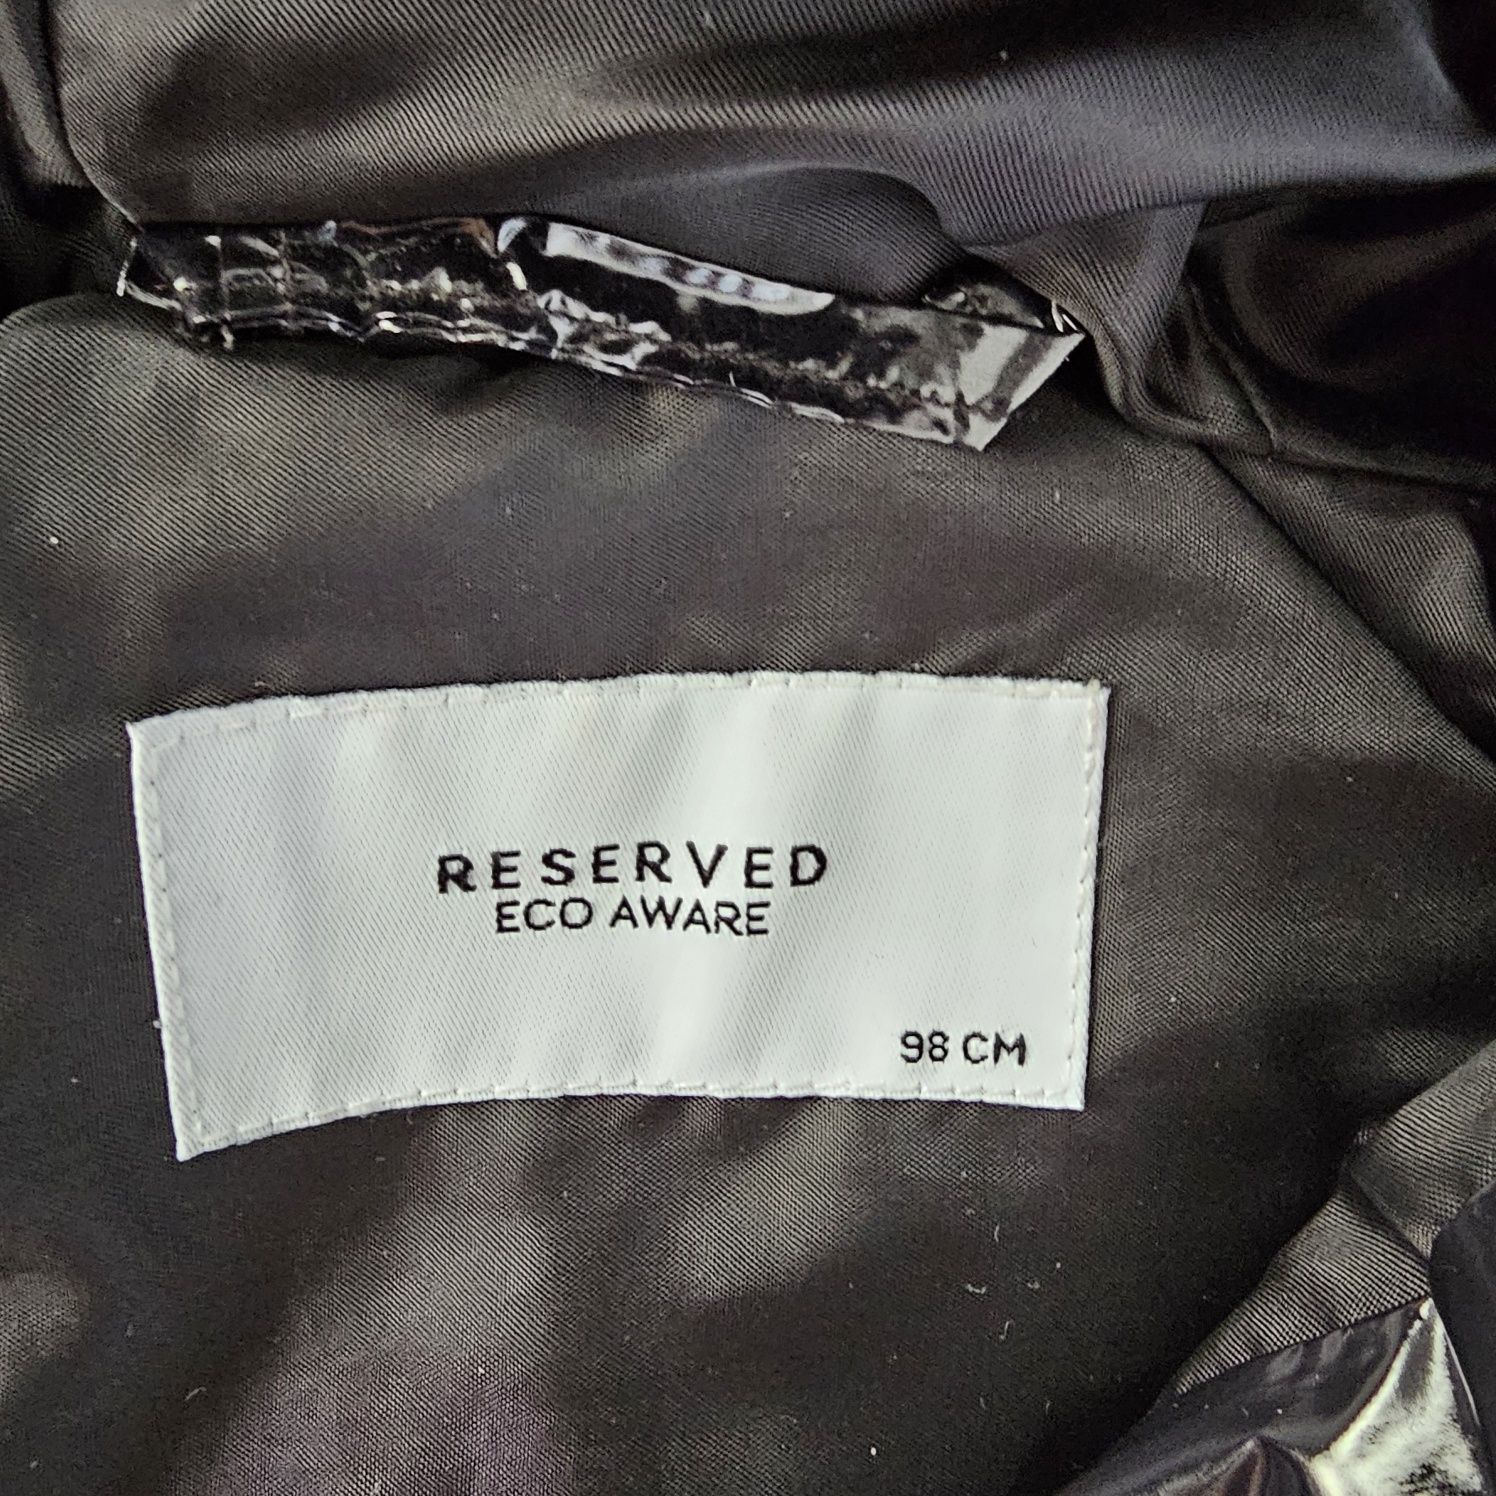 RESERVED
ECO AWARE
98 CM